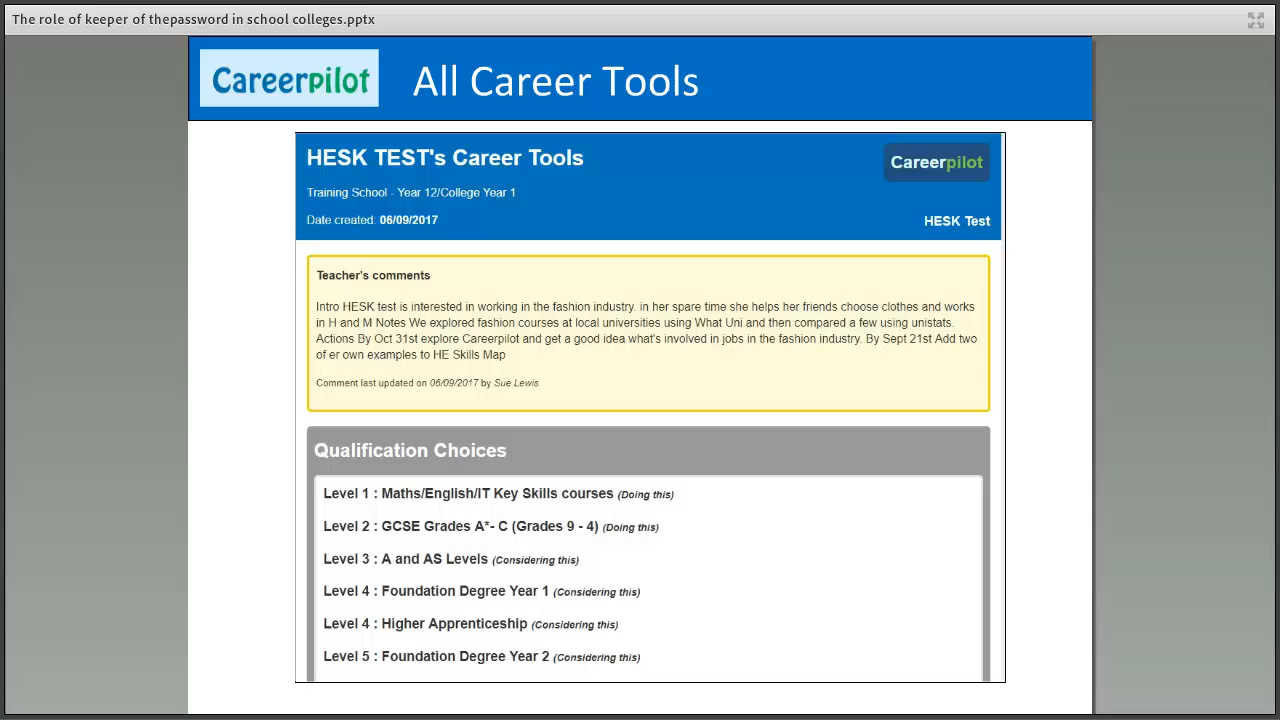 The role of keeper of thepassword in school colleges.pptx
Careerpilot
All Career Tools
HESK TEST's Career Tools
Careerpilot
Training School - Year 12/College Year 1
Date created: 06/09/2017
HESK Test
Teacher's comments
Intro HESK test is interested in working in the fashion industry. in her spare time she helps her friends choose clothes and works
in H and M Notes We explored fashion courses at local universities using What Uni and then compared a few using unistats.
Actions By Oct 31st explore Careerpilot and get a good idea what's involved in jobs in the fashion industry. By Sept 21st Add two
of er own examples to HE Skills Map
Comment last updated on 06/09/2017 by Sue Lewis
Qualification Choices
Level 1 : Maths/English/IT Key Skills courses (Doing this)
Level 2 : GCSE Grades A*- C (Grades 9 - 4) (Doing this)
Level 3 : A and AS Levels (Considering this)
Level 4 : Foundation Degree Year 1 (Considering this)
Level 4 : Higher Apprenticeship (Considering this)
Level 5 : Foundation Degree Year 2 (Considering this)